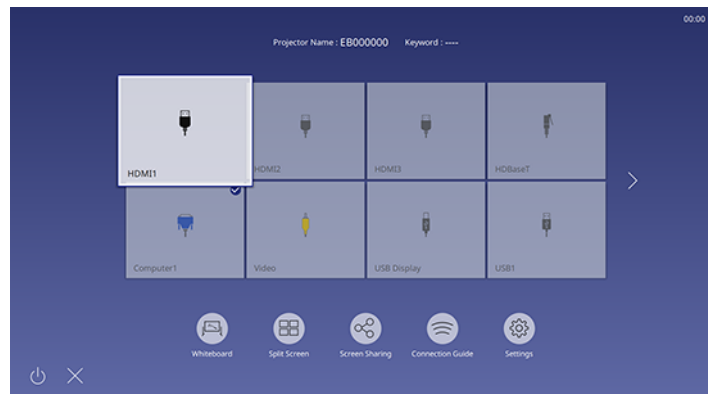 00:00
Projector Name : EB000000 Keyword : ----
HDMI1
HDMI2
HDMI3
HDBaseT
Computer1
Video
USB Display
USB1
Whiteboard
Split Screen
Screen Sharing
Connection Guide
Settings